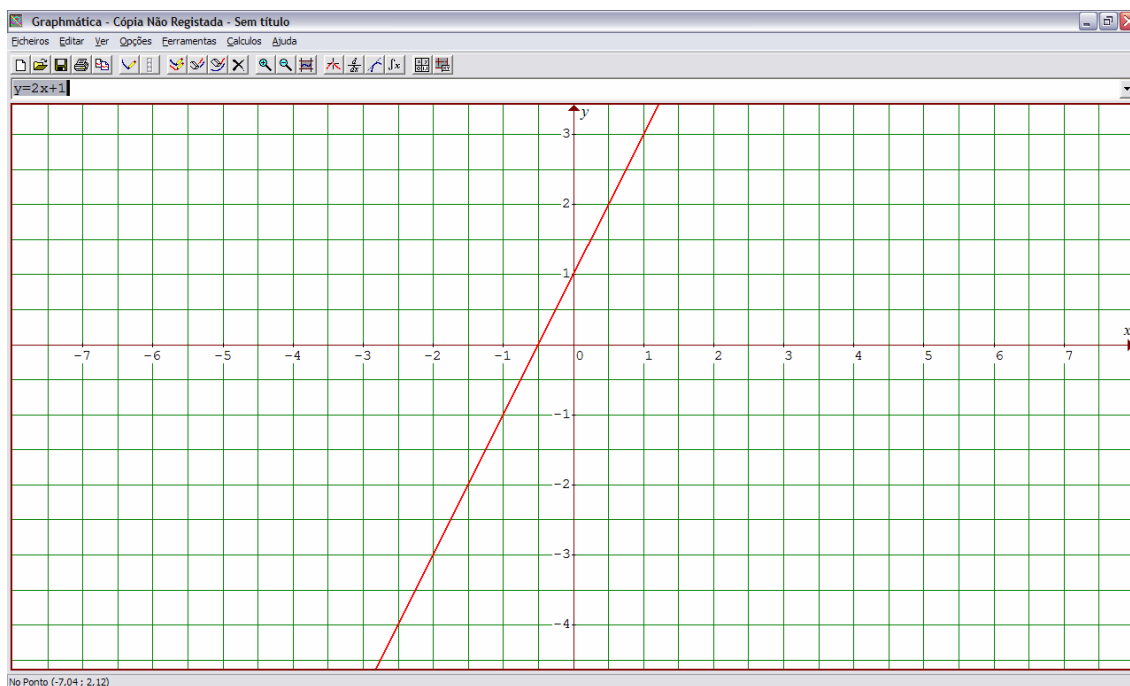 Graphmática - Cópia Não Registada - Sem título
Ficheiros Editar Ver Opções Ferramentas Calculos Ajuda
y=2x+1
y
3
2
1
x
-7 -6 -5 -4 -3 -2 -1 0 1 2 3 4 5 6 7
-1
-2
-3
-4
No Ponto (-7,04 ; 2,12)